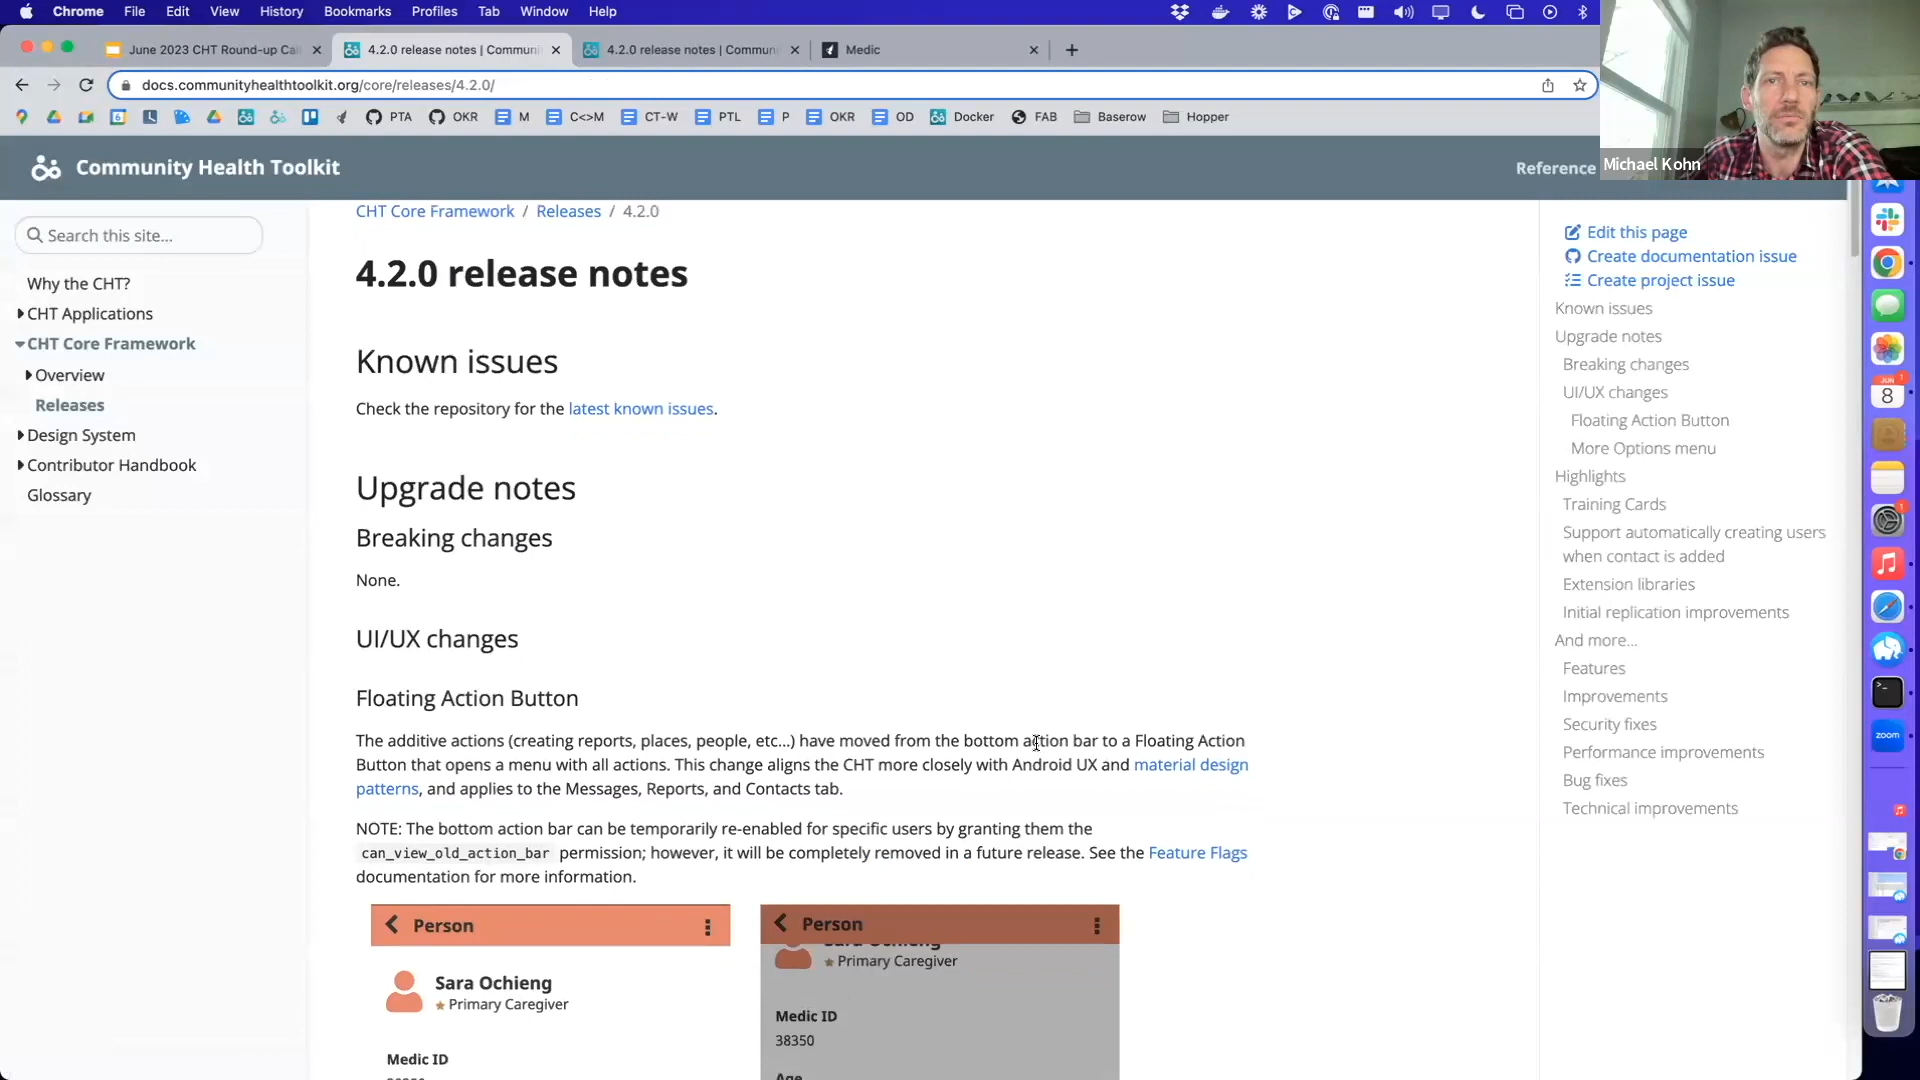 Chrome File Edit View History Bookmarks Profiles Tab Window Help
June 2023 CHT Round-up Cal
4.2.0 release notes | Communi
4.2.0 release notes | Communi
Medic
docs.communityhealthtoolkit.org/core/releases/4.2.0/
PTA OKR M C<>M CT-W PTL P OKR OD Docker FAB Baserow Hopper
Michael Kohn
Community Health Toolkit
Reference
Search this site...
Why the CHT?
CHT Applications
CHT Core Framework
Overview
Releases
Design System
Contributor Handbook
Glossary
CHT Core Framework / Releases / 4.2.0
4.2.0 release notes
Known issues
Check the repository for the latest known issues.
Upgrade notes
Breaking changes
None.
UI/UX changes
Floating Action Button
The additive actions (creating reports, places, people, etc...) have moved from the bottom action bar to a Floating Action
Button that opens a menu with all actions. This change aligns the CHT more closely with Android UX and material design
patterns, and applies to the Messages, Reports, and Contacts tab.
NOTE: The bottom action bar can be temporarily re-enabled for specific users by granting them the
can_view_old_action_bar permission; however, it will be completely removed in a future release. See the Feature Flags
documentation for more information.
Person
Sara Ochieng
Primary Caregiver
Medic ID
Person
Sara Ochieng
Primary Caregiver
Medic ID
38350
Age
Edit this page
Create documentation issue
Create project issue
Known issues
Upgrade notes
Breaking changes
UI/UX changes
Floating Action Button
More Options menu
Highlights
Training Cards
Support automatically creating users
when contact is added
Extension libraries
Initial replication improvements
And more...
Features
Improvements
Security fixes
Performance improvements
Bug fixes
Technical improvements
JUN
8
zoom